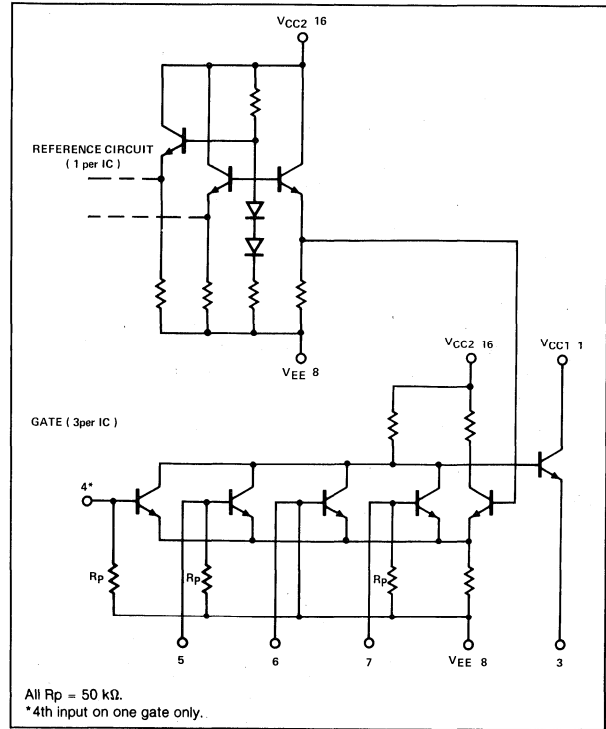 VCC2 16
REFERENCE CIRCUIT
( 1 per IC )
VEE 8
VCC2 16
VCC1 1
GATE ( 3per IC )
4*
RP
RP
RP
5
6
7
VEE 8
3
All Rp = 50 kΩ.
*4th input on one gate only.